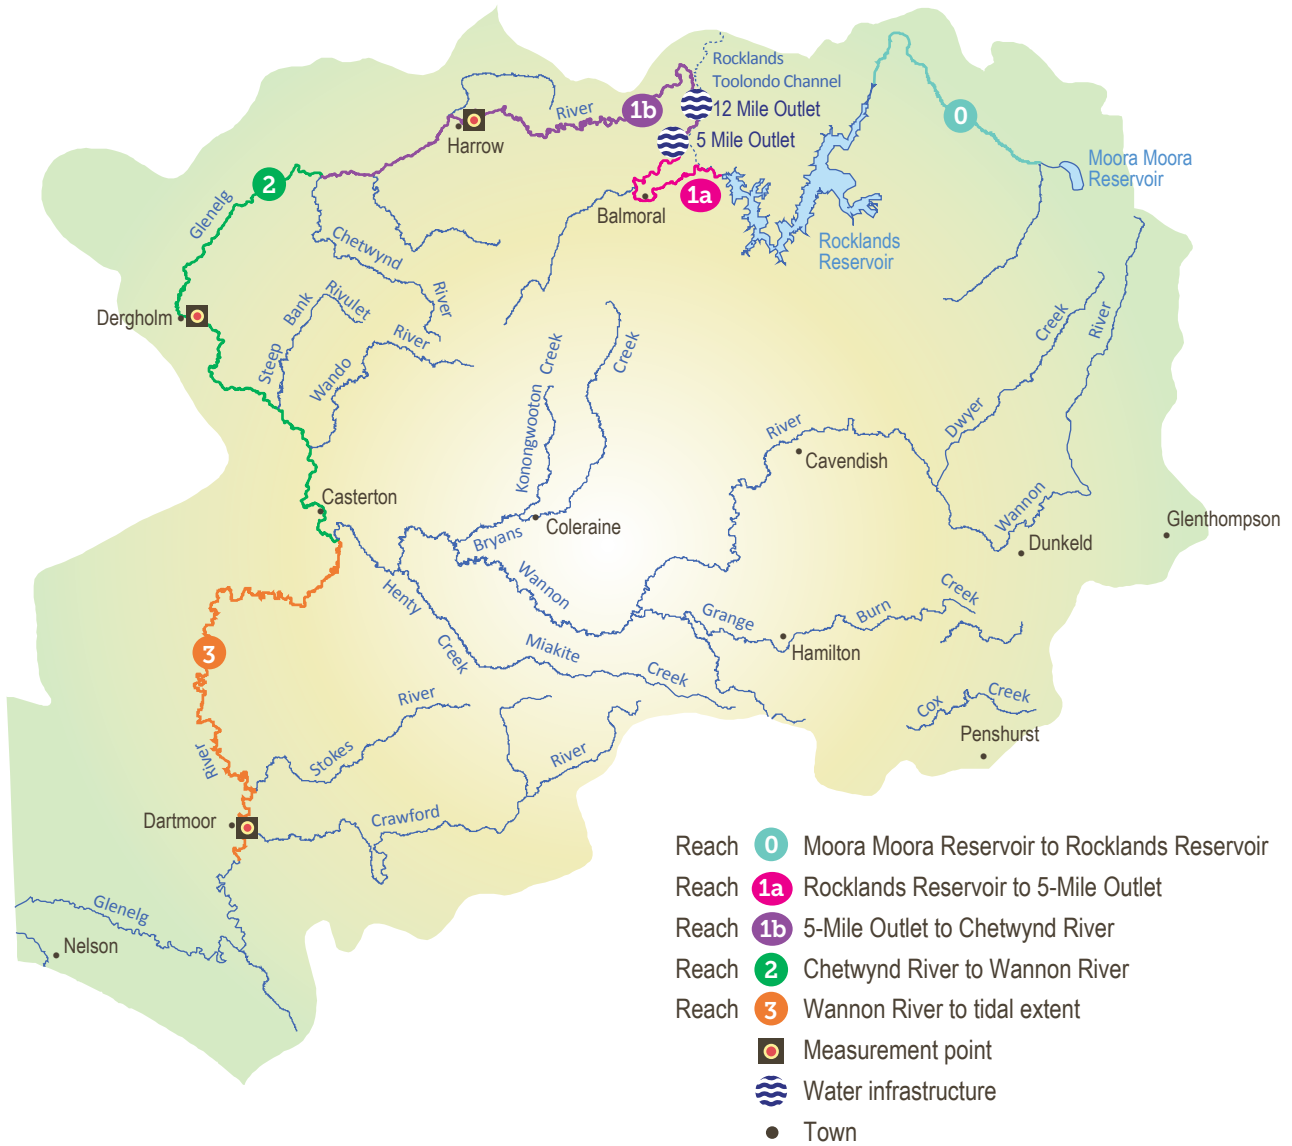 Rocklands
Toolondo Channel
12 Mile Outlet
5 Mile Outlet
1b
River
0
Harrow
Moora Moora
Reservoir
2
Glenelg
1a
Balmoral
Rocklands
Reservoir
Chetwynd
River
Dergholm
Steep
Bank
Rivulet
Wando
River
Konongwooton
Creek
Creek
Dwyer
Creek
River
River
Cavendish
Casterton
Coleraine
Bryans
Wannon
Wannon
Dunkeld
Glenthompson
Henty
Creek
Miakite
Creek
Grange
Burn
Creek
Hamilton
3
River
Stokes
River
Cox
Creek
Penshurst
River
Dartmoor
Crawford
Glenelg
Nelson
Reach 0 Moora Moora Reservoir to Rocklands Reservoir
Reach 1a Rocklands Reservoir to 5-Mile Outlet
Reach 1b 5-Mile Outlet to Chetwynd River
Reach 2 Chetwynd River to Wannon River
Reach 3 Wannon River to tidal extent
Measurement point
Water infrastructure
Town